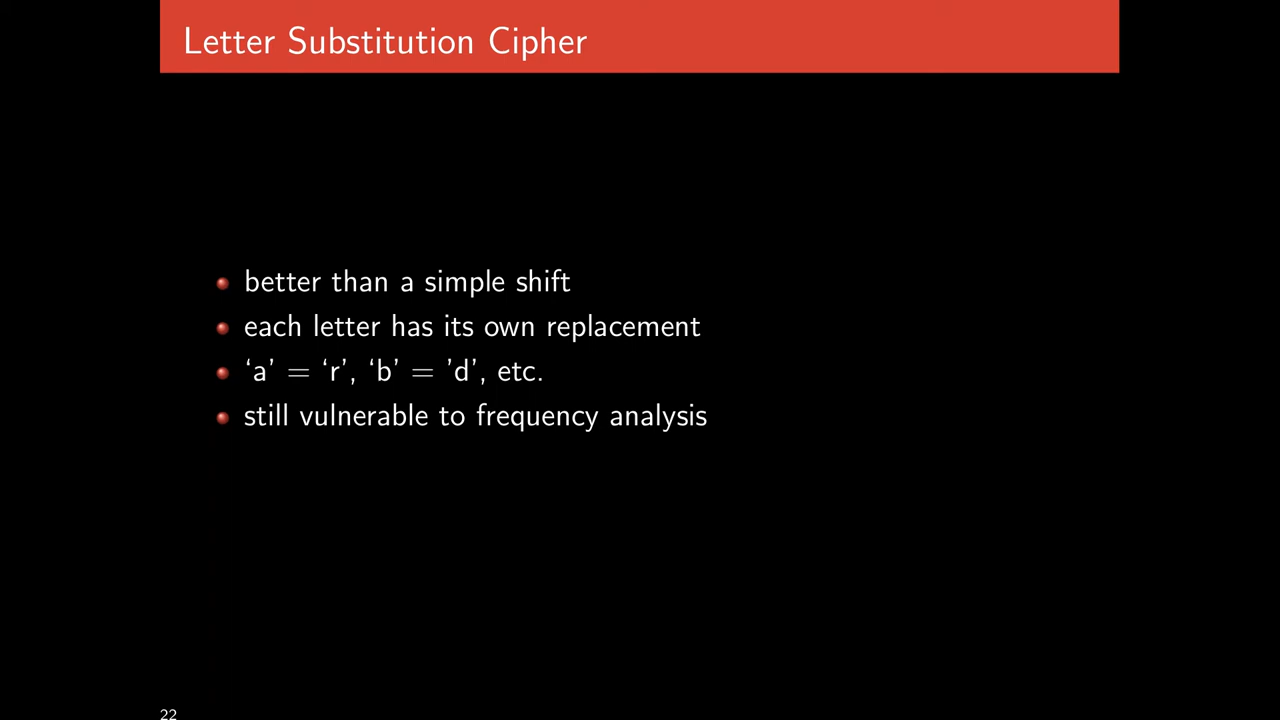 Letter Substitution Cipher
better than a simple shift
each letter has its own replacement
‘a’ = ‘r’, ‘b’ = ’d’, etc.
still vulnerable to frequency analysis
22